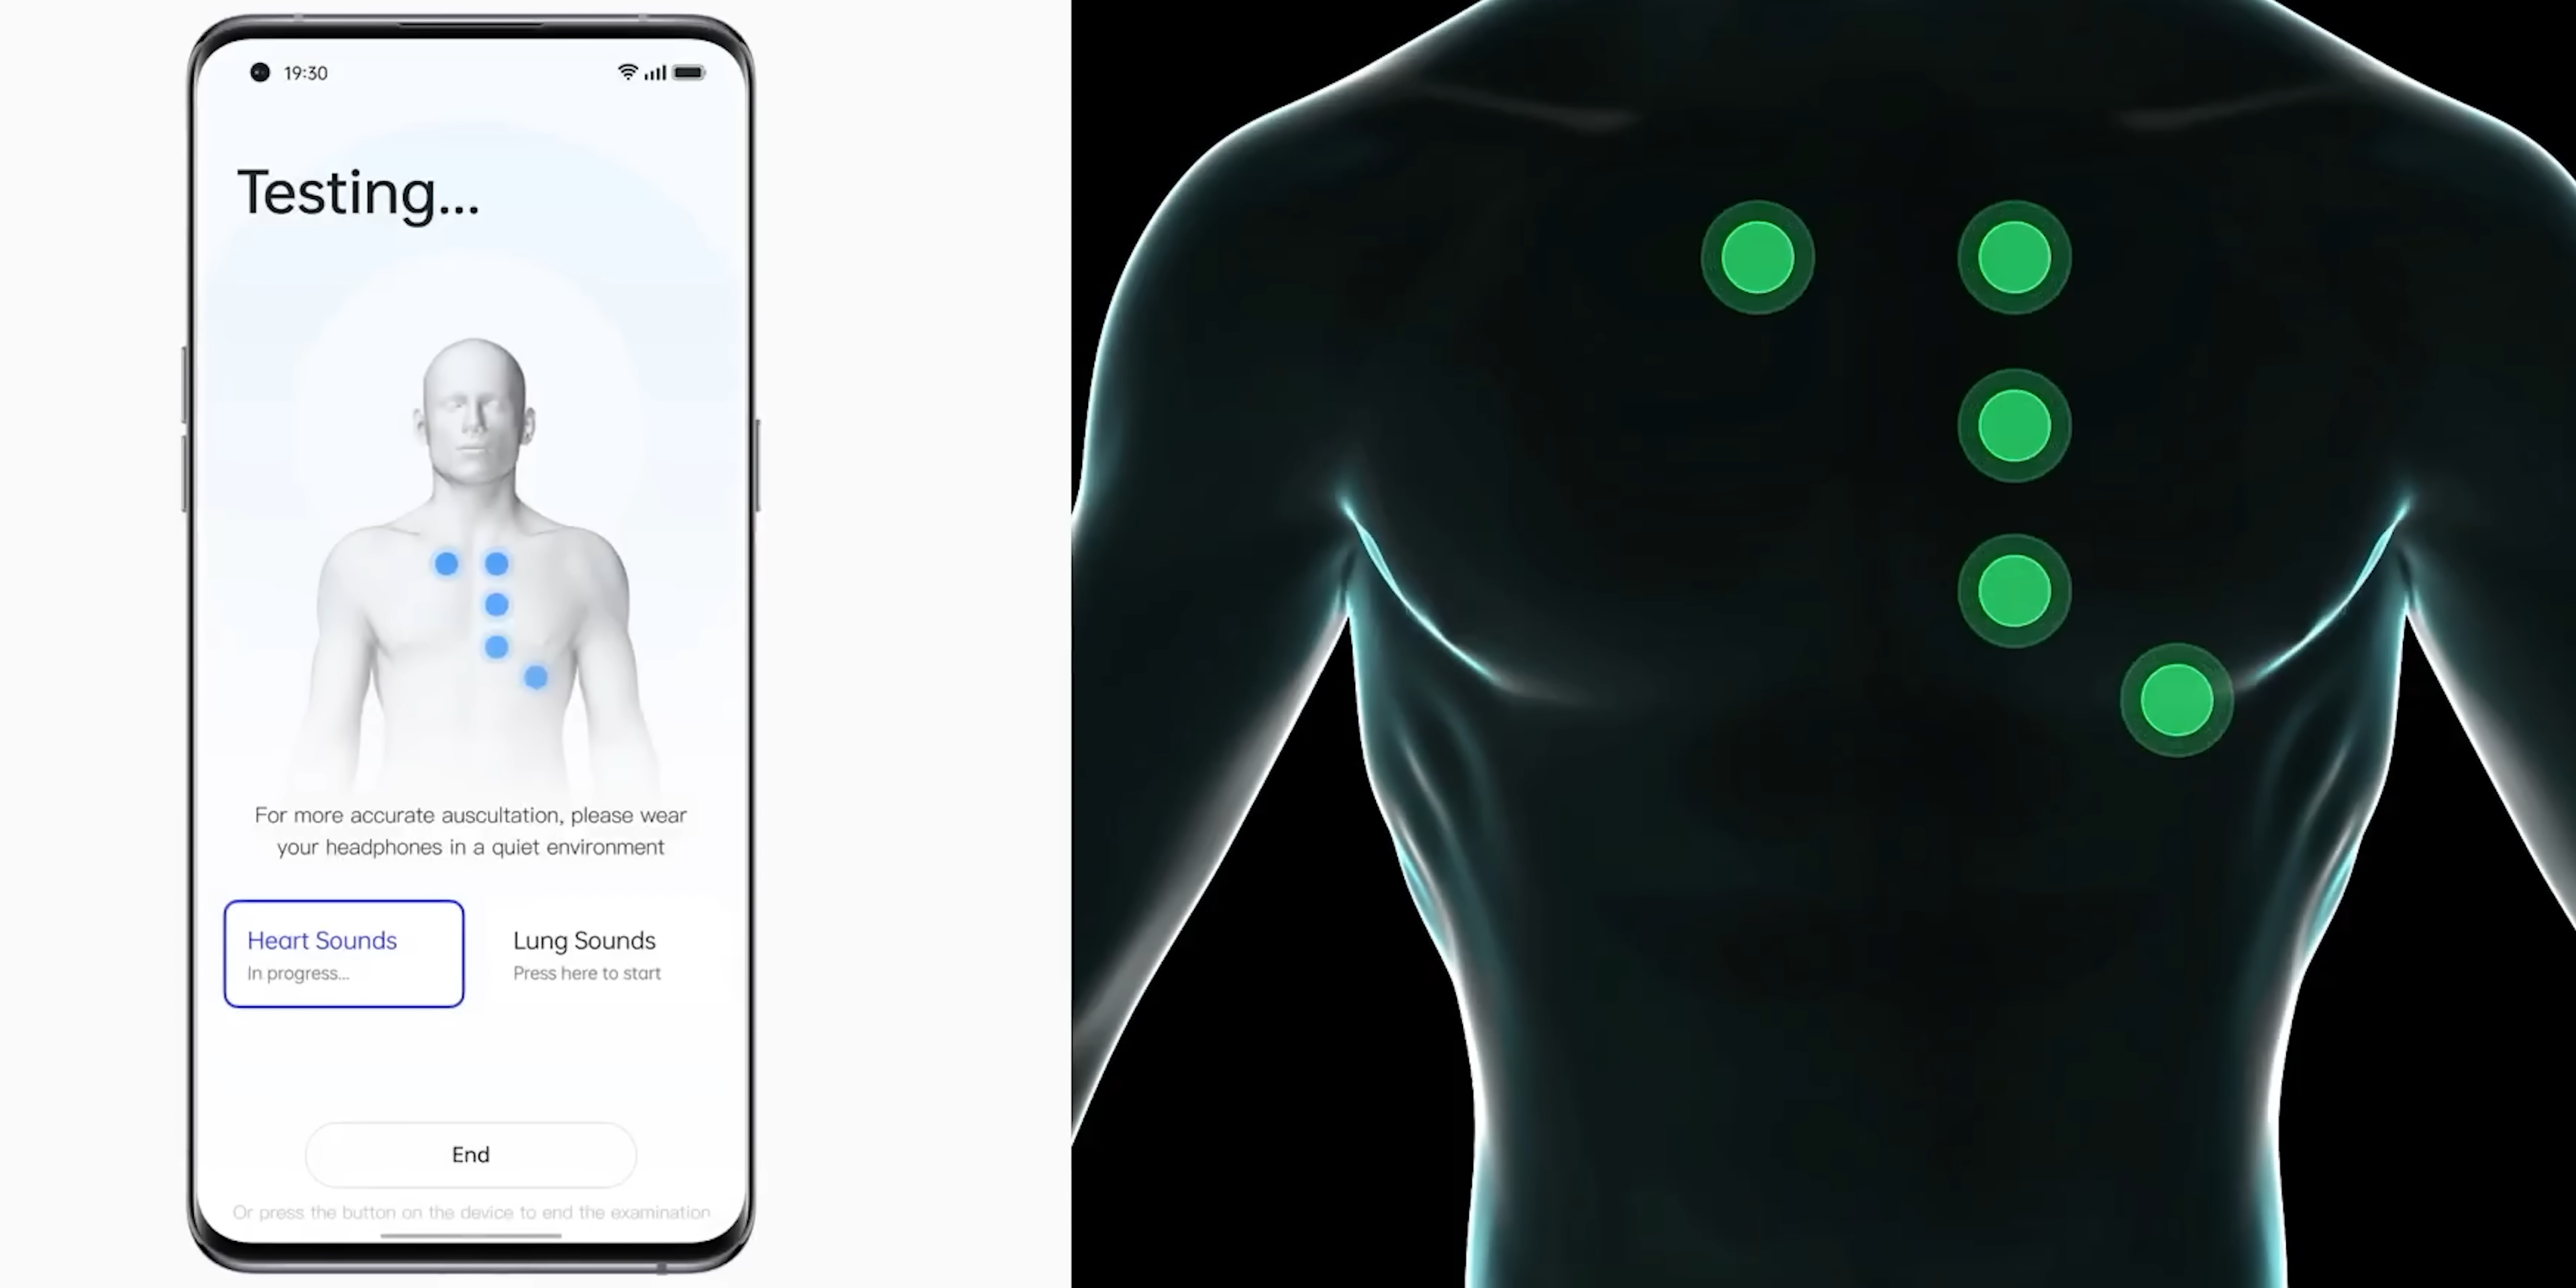 19:30
Testing...
For more accurate auscultation, please wear
your headphones in a quiet environment
Heart Sounds
In progress...
Lung Sounds
Press here to start
End
Or press the button on the device to end the examination